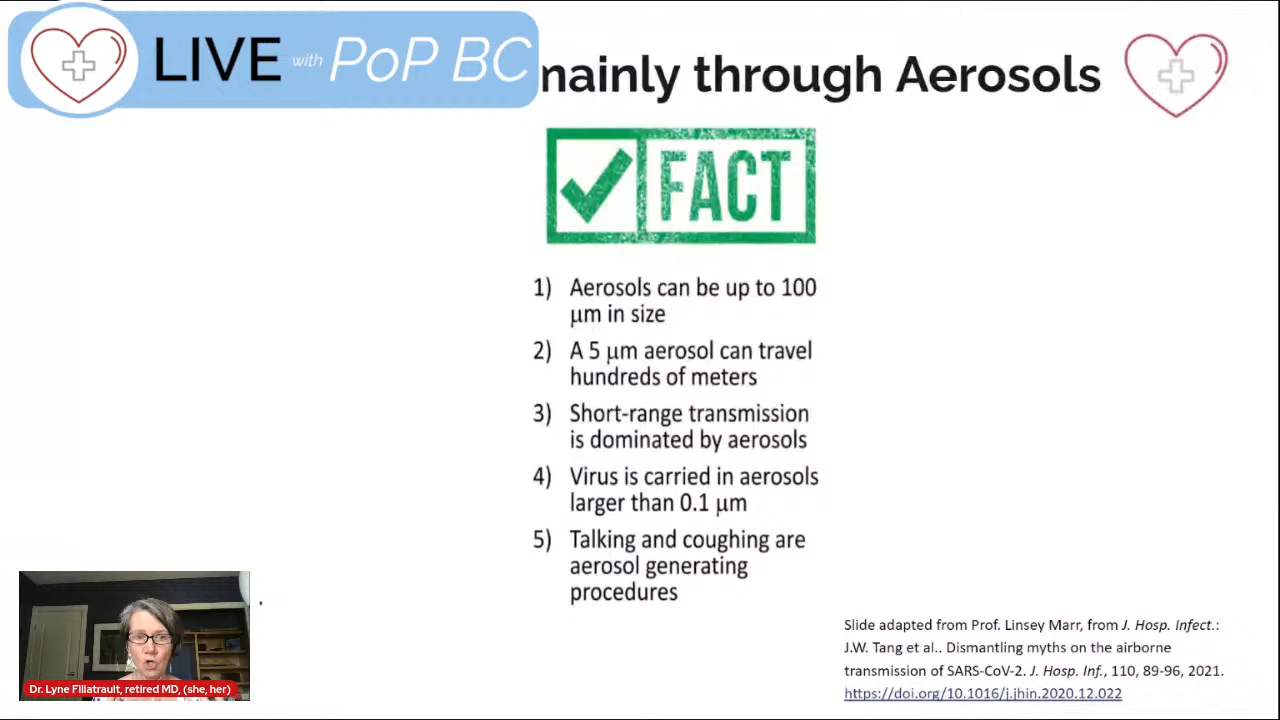 LIVE with PoP BC
mainly through Aerosols
FACT
1) Aerosols can be up to 100
μm in size
2) A 5 μm aerosol can travel
hundreds of meters
3) Short-range transmission
is dominated by aerosols
4) Virus is carried in aerosols
larger than 0.1 μm
5) Talking and coughing are
aerosol generating
procedures
Slide adapted from Prof. Linsey Marr, from J. Hosp. Infect.:
J.W. Tang et al.. Dismantling myths on the airborne
transmission of SARS-CoV-2. J. Hosp. Inf., 110, 89-96, 2021.
https://doi.org/10.1016/j.jhin.2020.12.022
Dr. Lyne Filiatrault, retired MD, (she, her)